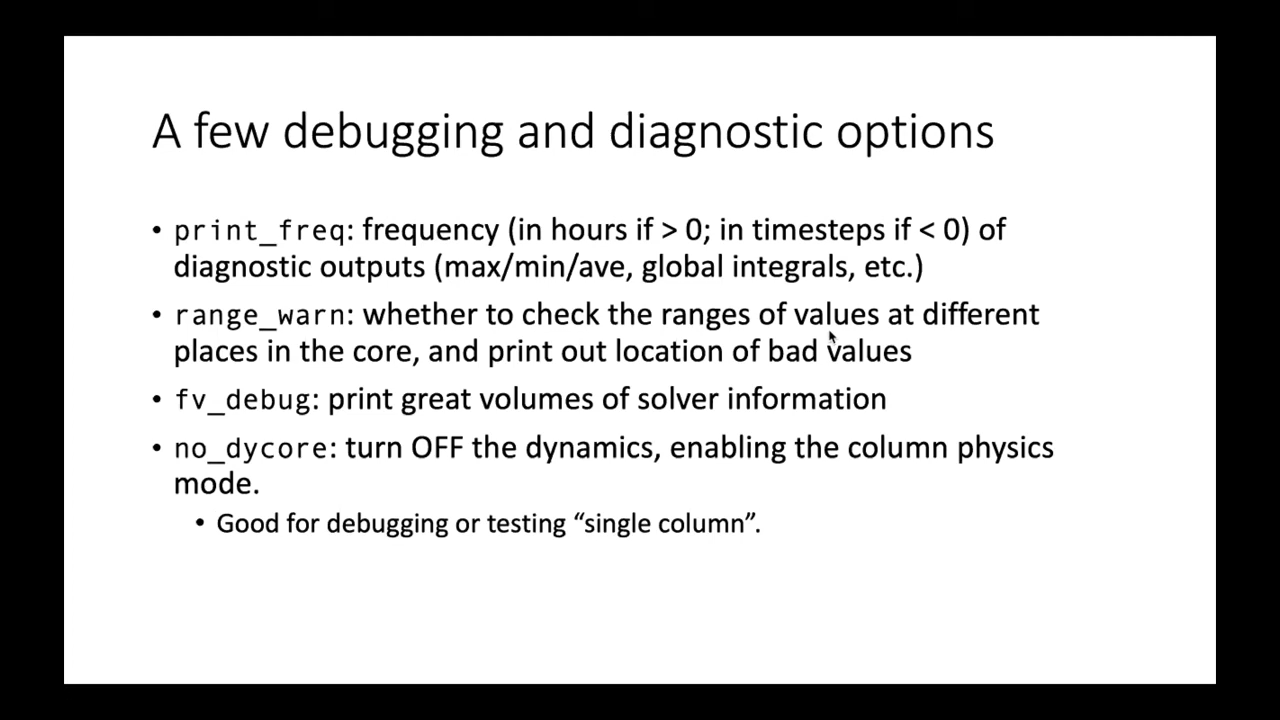 A few debugging and diagnostic options
• print_freq: frequency (in hours if > 0; in timesteps if < 0) of
diagnostic outputs (max/min/ave, global integrals, etc.)
• range_warn: whether to check the ranges of values at different
places in the core, and print out location of bad values
• fv_debug: print great volumes of solver information
• no_dycore: turn OFF the dynamics, enabling the column physics
mode.
• Good for debugging or testing “single column”.